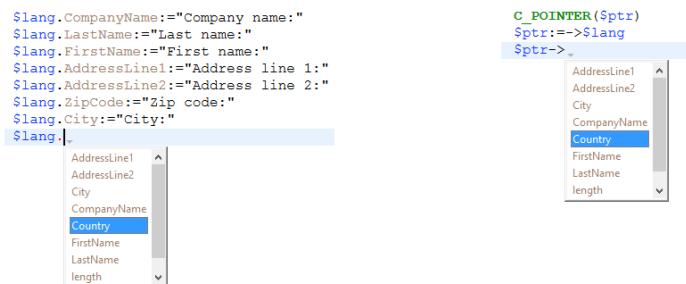 $lang.CompanyName:="Company name:"
$lang.LastName:="Last name:"
$lang.FirstName:="First name:"
$lang.AddressLine1:="Address line 1:"
$lang.AddressLine2:="Address line 2:"
$lang.ZipCode:="Zip code:"
$lang.City:="City:"
$lang.
AddressLine1
AddressLine2
City
CompanyName
Country
FirstName
LastName
length
C_POINTER($ptr)
$ptr:=->$lang
$ptr->
AddressLine1
AddressLine2
City
CompanyName
Country
FirstName
LastName
length